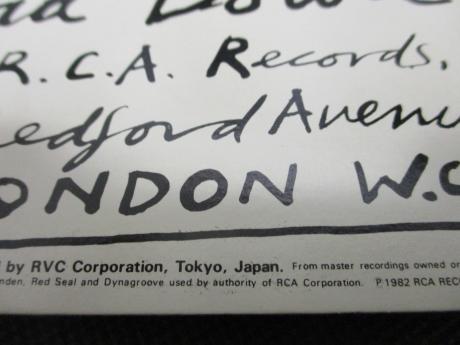 R.C.A. Records,
edford Avenu
ONDON W.C
by RVC Corporation, Tokyo, Japan. From master recordings owned or
nden, Red Seal and Dynagroove used by authority of RCA Corporation. P 1982 RCA REC